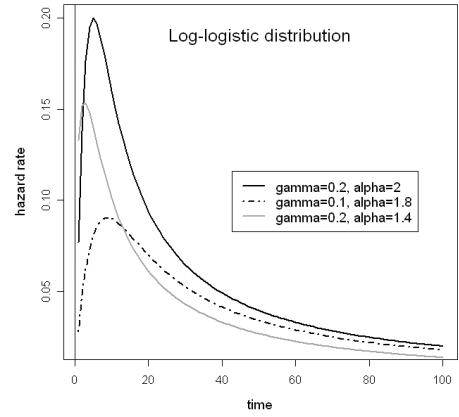 Log-logistic distribution
hazard rate
0.20
0.15
0.10
0.05
gamma=0.2, alpha=2
gamma=0.1, alpha=1.8
gamma=0.2, alpha=1.4
0 20 40 60 80 100
time